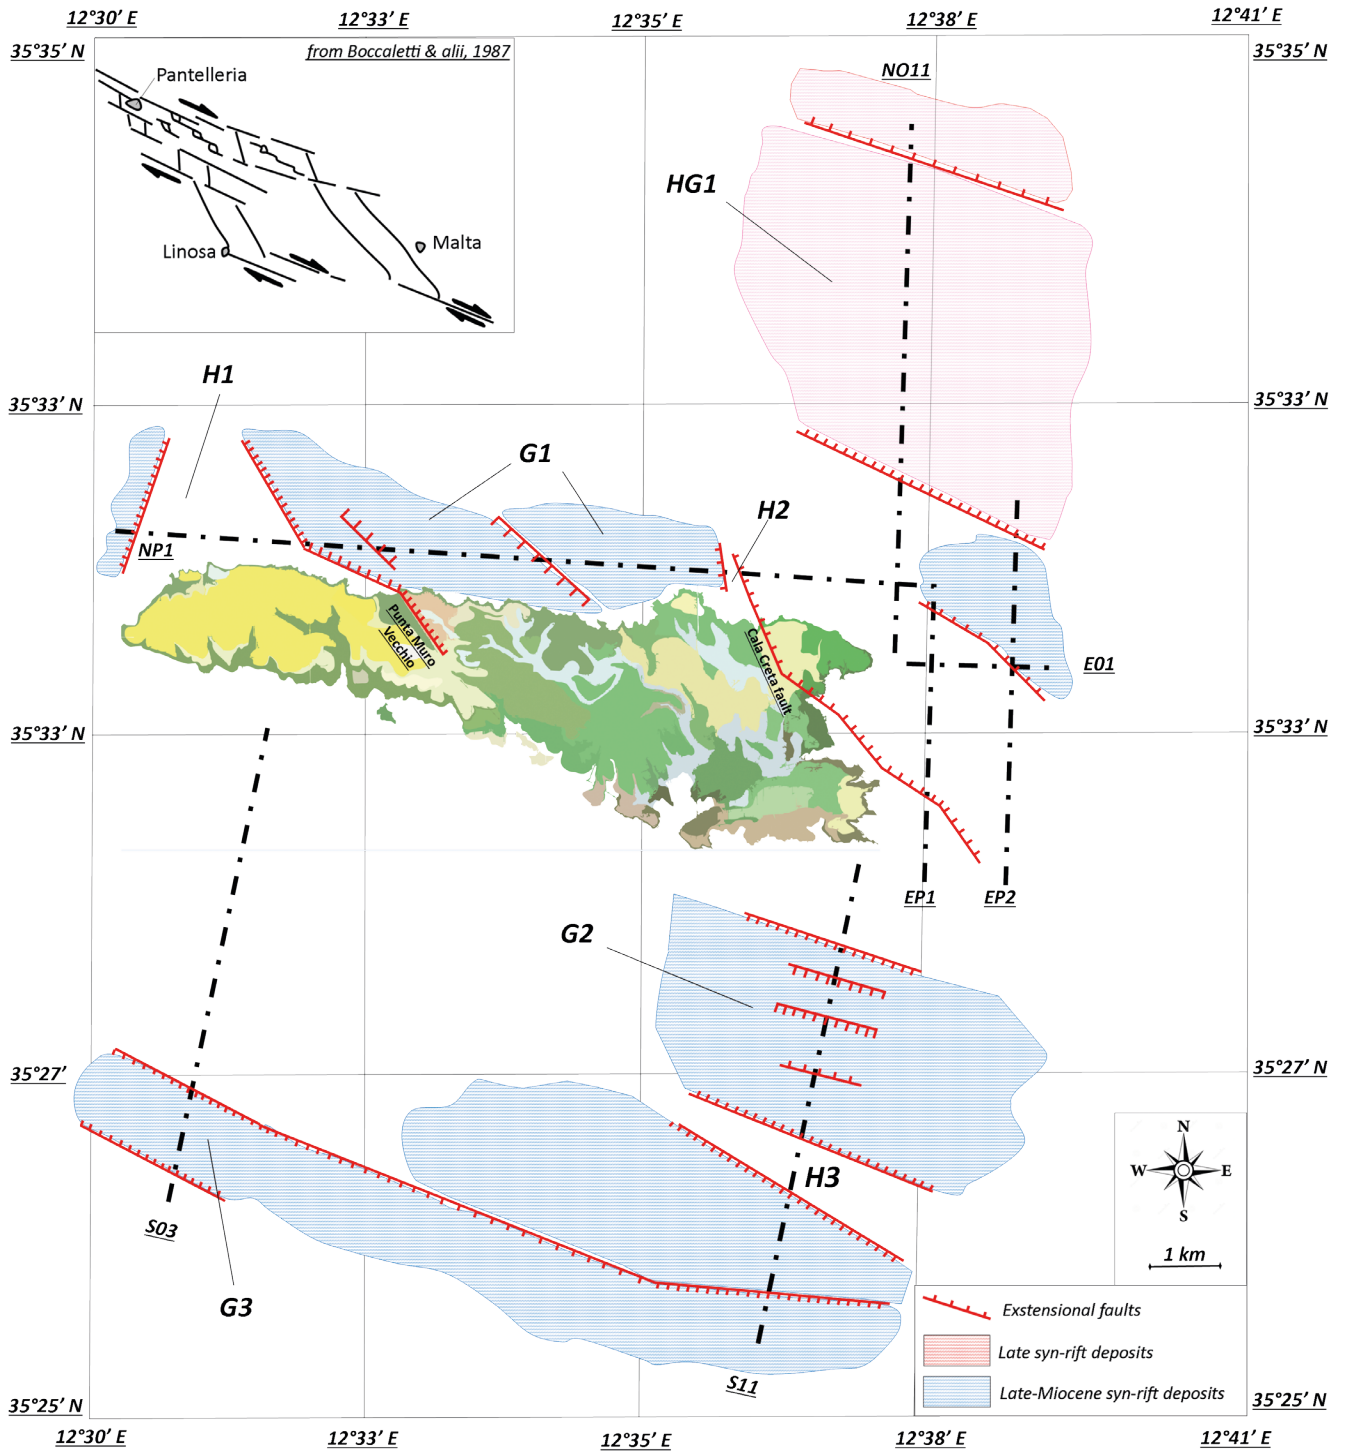 12°30’ E
12°33’ E
12°35’ E
12°38’ E
12°41’ E
35°35’ N
35°35’ N
from Boccaletti & alii, 1987
Pantelleria
Linosa
Malta
NO11
HG1
H1
35°33’ N
35°33’ N
G1
H2
NP1
Punta Muro
Vecchio
Cala Creta fault
E01
35°33’ N
35°33’ N
EP1
EP2
G2
35°27’
35°27’ N
N
W
E
S
1 km
H3
S03
G3
S11
Exstensional faults
Late syn-rift deposits
Late-Miocene syn-rift deposits
35°25’ N
35°25’ N
12°30’ E
12°33’ E
12°35’ E
12°38’ E
12°41’ E